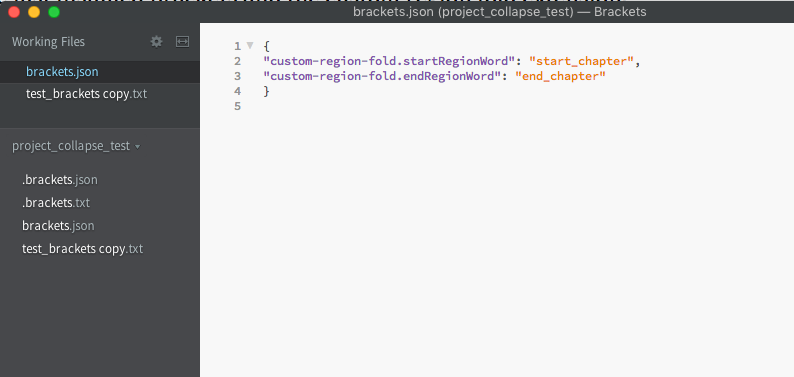 brackets.json (project_collapse_test) — Brackets
Working Files
brackets.json
test_brackets copy.txt
project_collapse_test
.brackets.json
.brackets.txt
brackets.json
test_brackets copy.txt
1 {
2 "custom-region-fold.startRegionWord": "start_chapter",
3 "custom-region-fold.endRegionWord": "end_chapter"
4 }
5